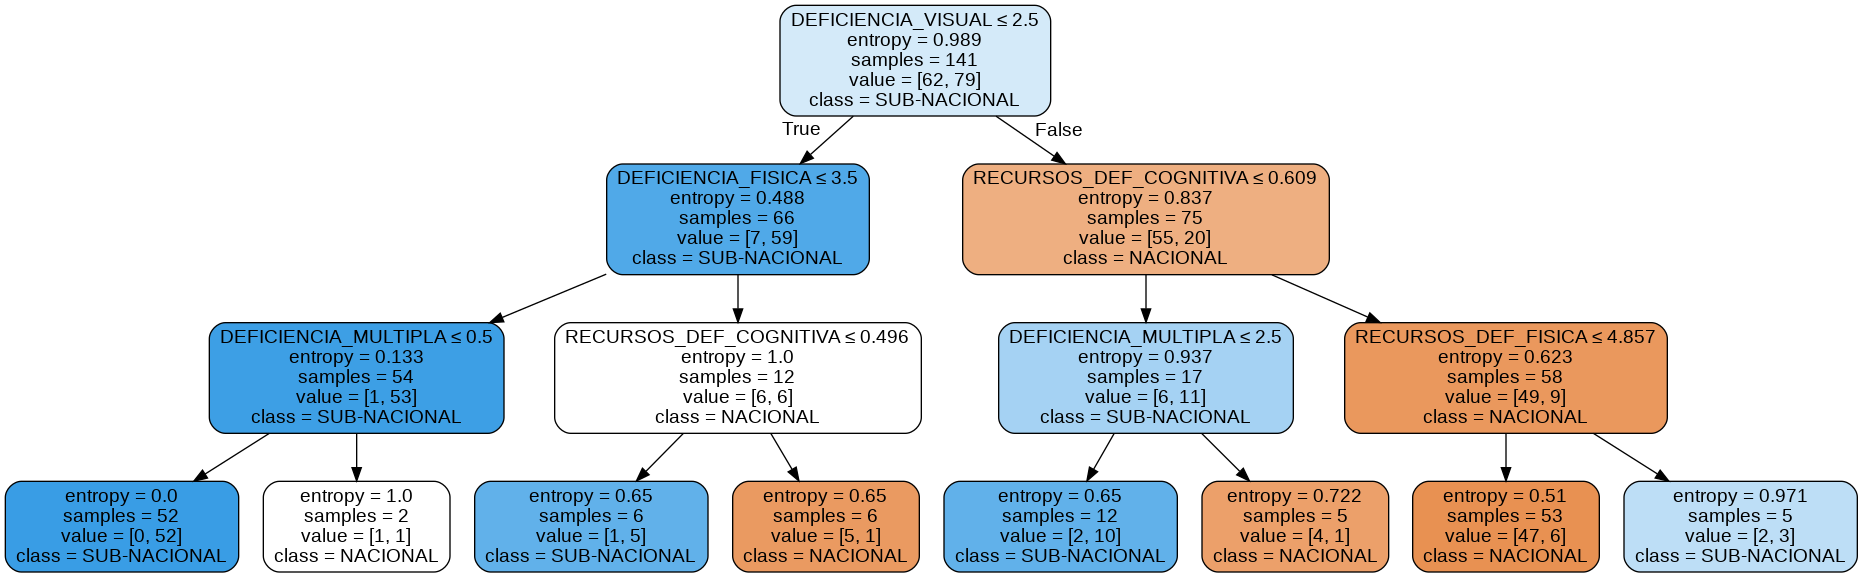 DEFICIENCIA_VISUAL ≤ 2.5
entropy = 0.989
samples = 141
value = [62, 79]
class = SUB-NACIONAL
True
False
DEFICIENCIA_FISICA ≤ 3.5
entropy = 0.488
samples = 66
value = [7, 59]
class = SUB-NACIONAL
RECURSOS_DEF_COGNITIVA ≤ 0.609
entropy = 0.837
samples = 75
value = [55, 20]
class = NACIONAL
DEFICIENCIA_MULTIPLA ≤ 0.5
entropy = 0.133
samples = 54
value = [1, 53]
class = SUB-NACIONAL
RECURSOS_DEF_COGNITIVA ≤ 0.496
entropy = 1.0
samples = 12
value = [6, 6]
class = NACIONAL
DEFICIENCIA_MULTIPLA ≤ 2.5
entropy = 0.937
samples = 17
value = [6, 11]
class = SUB-NACIONAL
RECURSOS_DEF_FISICA ≤ 4.857
entropy = 0.623
samples = 58
value = [49, 9]
class = NACIONAL
entropy = 0.0
samples = 52
value = [0, 52]
class = SUB-NACIONAL
entropy = 1.0
samples = 2
value = [1, 1]
class = NACIONAL
entropy = 0.65
samples = 6
value = [1, 5]
class = SUB-NACIONAL
entropy = 0.65
samples = 6
value = [5, 1]
class = NACIONAL
entropy = 0.65
samples = 12
value = [2, 10]
class = SUB-NACIONAL
entropy = 0.722
samples = 5
value = [4, 1]
class = NACIONAL
entropy = 0.51
samples = 53
value = [47, 6]
class = NACIONAL
entropy = 0.971
samples = 5
value = [2, 3]
class = SUB-NACIONAL